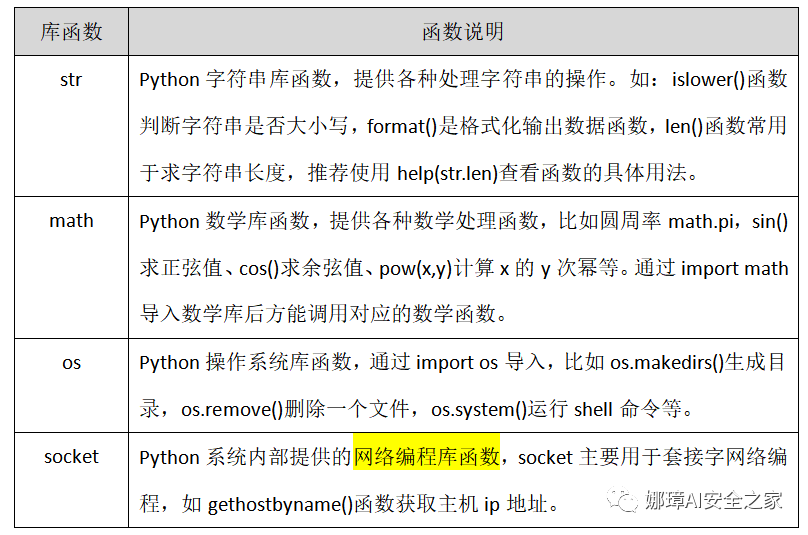 库函数 函数说明
str Python 字符串库函数，提供各种处理字符串的操作。如：islower()函数
判断字符串是否大小写，format()是格式化输出数据函数，len()函数常用
于求字符串长度，推荐使用 help(str.len)查看函数的具体用法。
math Python 数学库函数，提供各种数学处理函数，比如圆周率 math.pi，sin()
求正弦值、cos()求余弦值、pow(x,y)计算 x 的 y 次幂等。通过 import math
导入数学库后方能调用对应的数学函数。
os Python 操作系统库函数，通过 import os 导入，比如 os.makedirs()生成目
录，os.remove()删除一个文件，os.system()运行 shell 命令等。
socket Python 系统内部提供的网络编程库函数，socket 主要用于套接字网络编
程，如 gethostbyname()函数获取主机 ip 地址。
娜璋AI安全之家